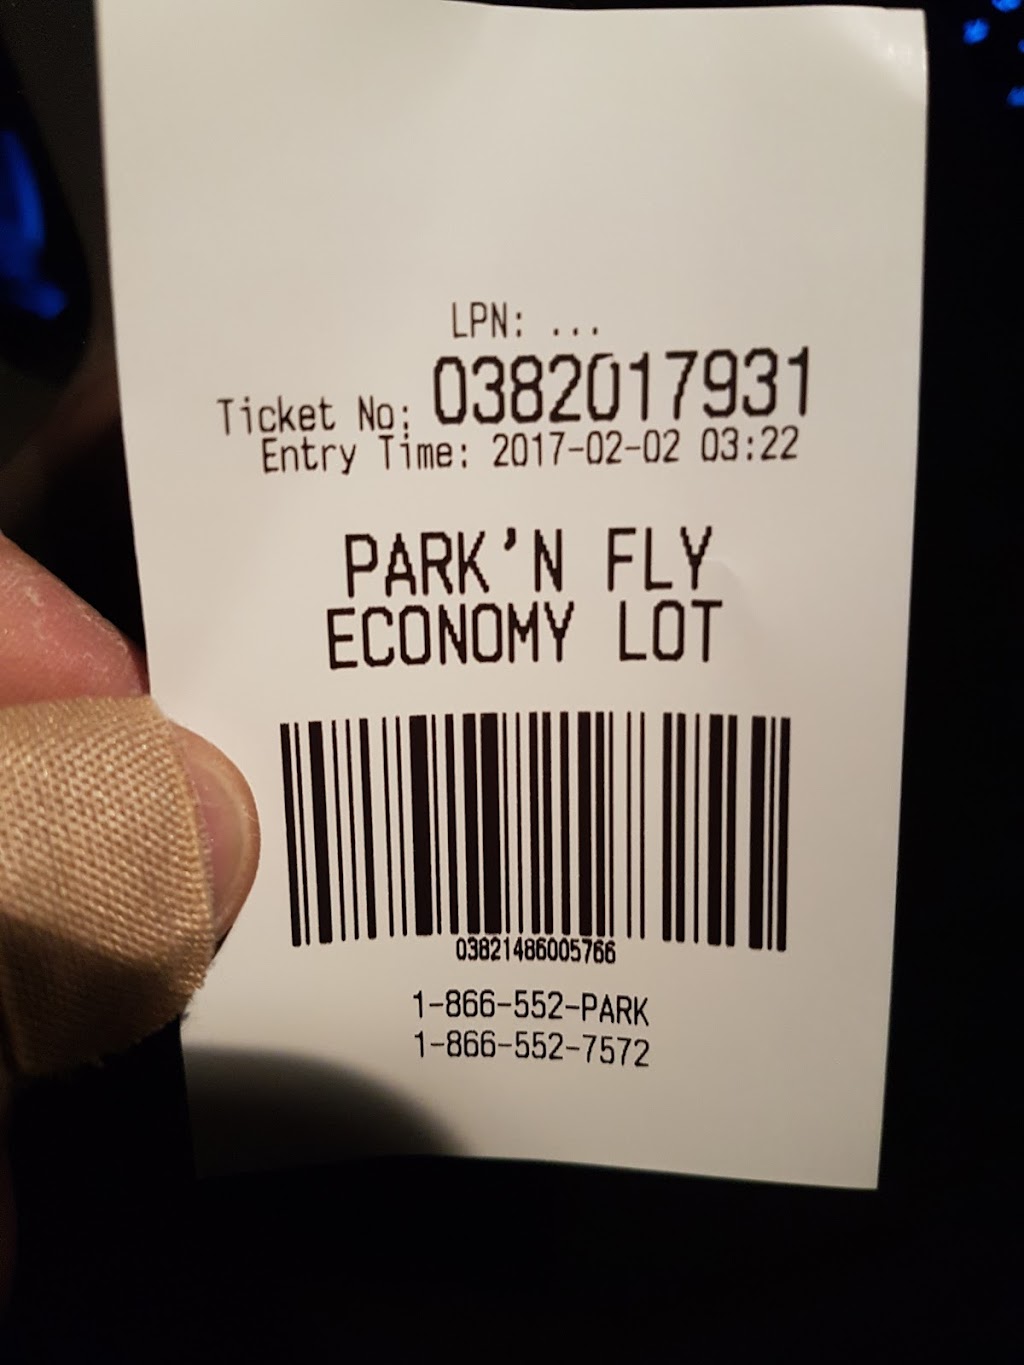 LPN: ...
Ticket No: 0382017931
Entry Time: 2017-02-02 03:22
PARK'N FLY
ECONOMY LOT
03821486005766
1-866-552-PARK
1-866-552-7572